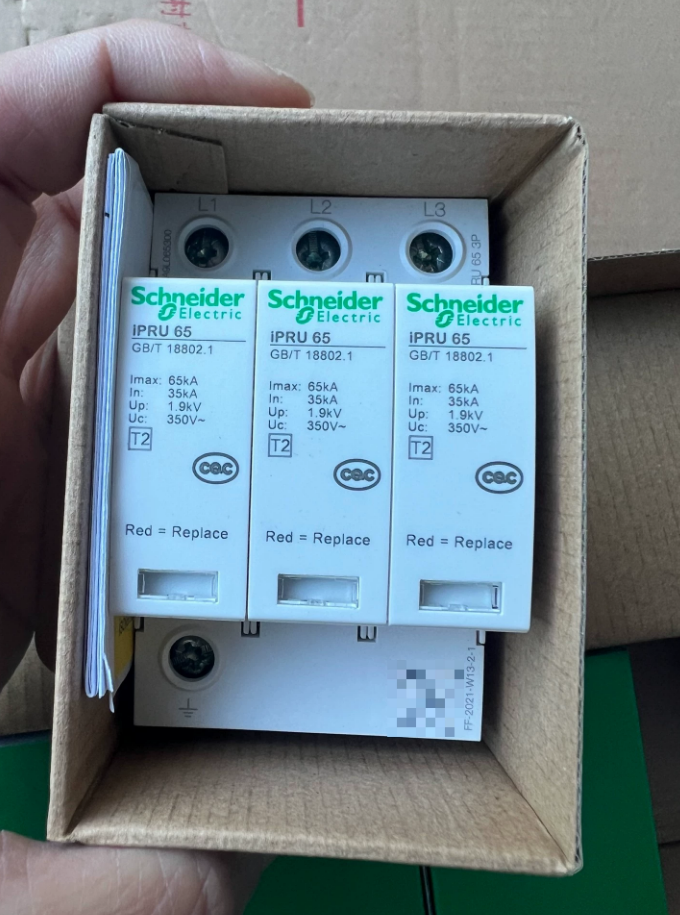 L1
L2
L3
RU 65 3P
Schneider
Electric
iPRU 65
GB/T 18802.1
Imax: 65kA
In: 35kA
Up: 1.9kV
Uc: 350V~
T2
cqc
Red = Replace
Schneider
Electric
iPRU 65
GB/T 18802.1
Imax: 65kA
In: 35kA
Up: 1.9kV
Uc: 350V~
T2
cqc
Red = Replace
Schneider
Electric
iPRU 65
GB/T 18802.1
Imax: 65kA
In: 35kA
Up: 1.9kV
Uc: 350V~
T2
cqc
Red = Replace
FF-2021-W13-2-1